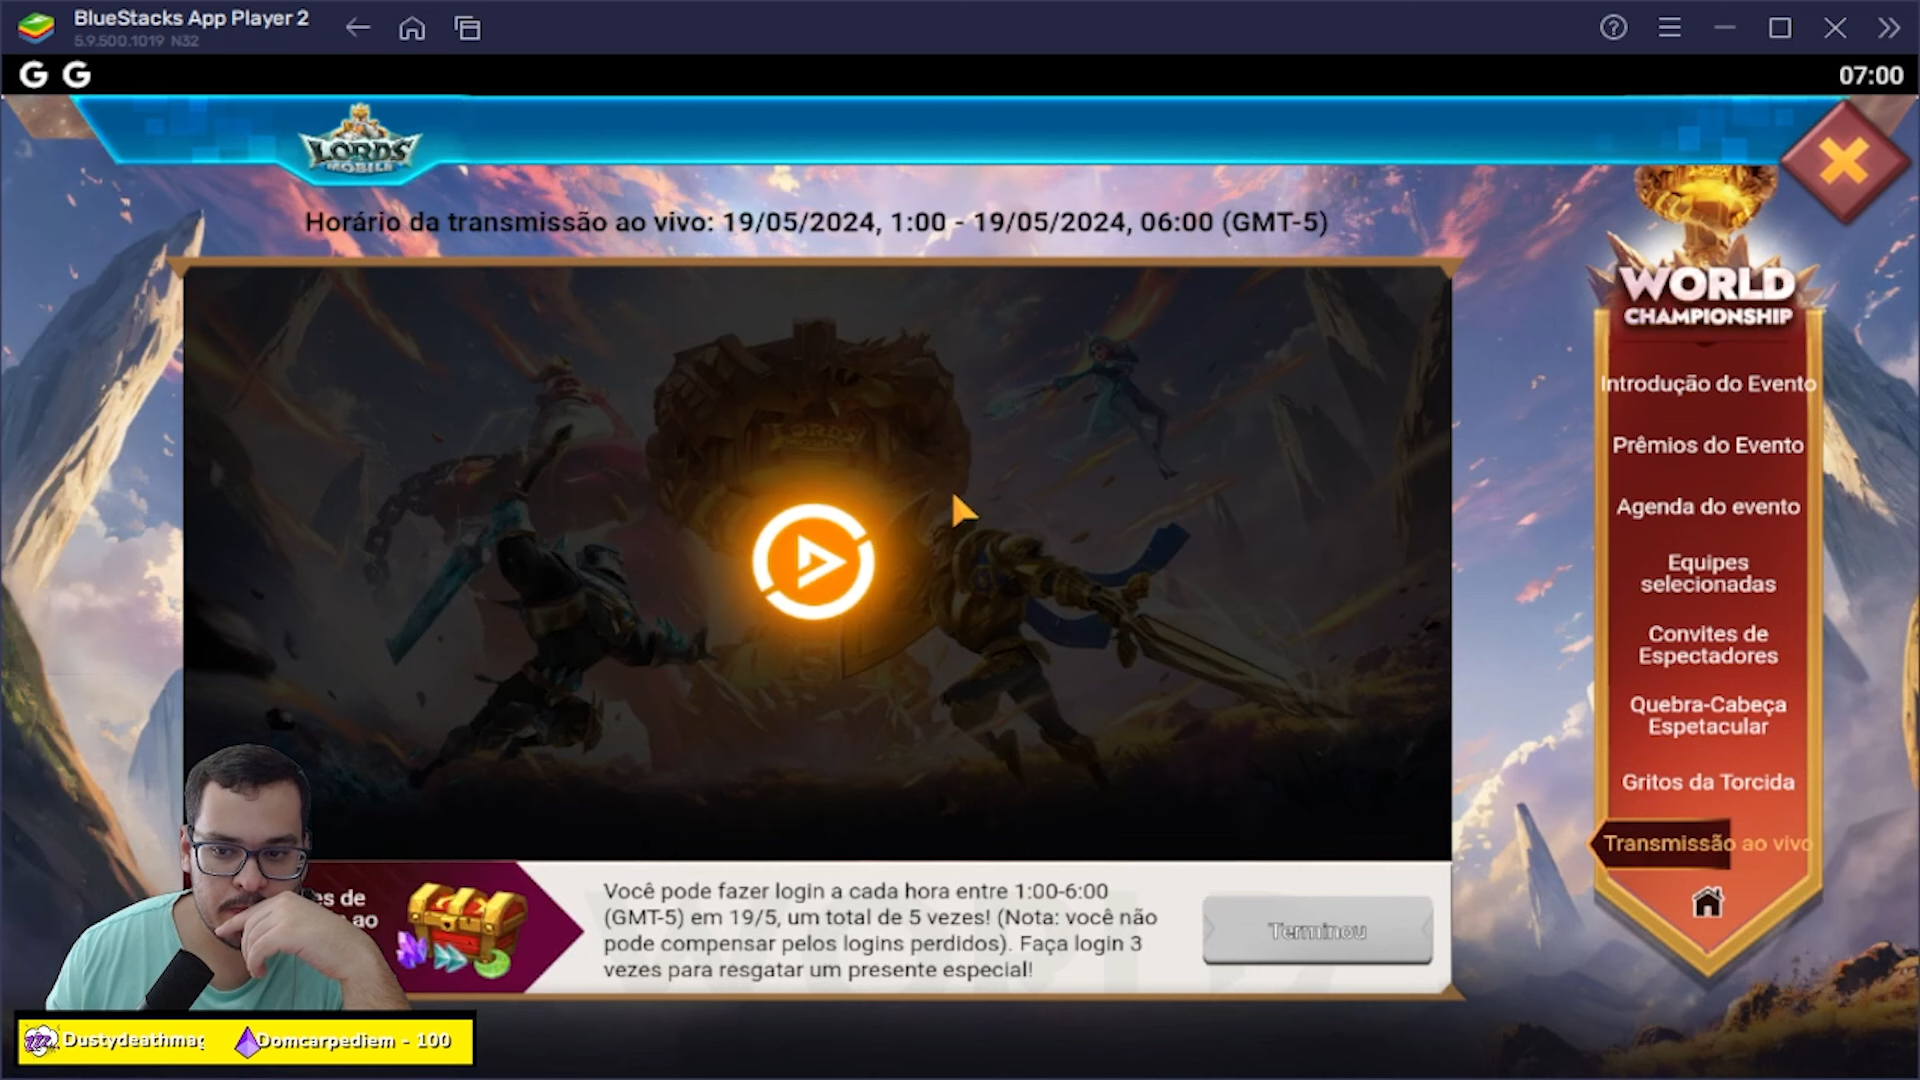 BlueStacks App Player 2
5.9.500.1019 N32
G G
07:00
LORDS
MOBILE
Horário da transmissão ao vivo: 19/05/2024, 1:00 - 19/05/2024, 06:00 (GMT-5)
WORLD
CHAMPIONSHIP
Introdução do Evento
Prêmios do Evento
Agenda do evento
Equipes
selecionadas
Convites de
Espectadores
Quebra-Cabeça
Espetacular
Gritos da Torcida
Transmissão ao vivo
LORDS
es de
ao
Você pode fazer login a cada hora entre 1:00-6:00
(GMT-5) em 19/5, um total de 5 vezes! (Nota: você não
pode compensar pelos logins perdidos). Faça login 3
vezes para resgatar um presente especial!
Terminou
Dustydeathmag
Domcarpediem - 100